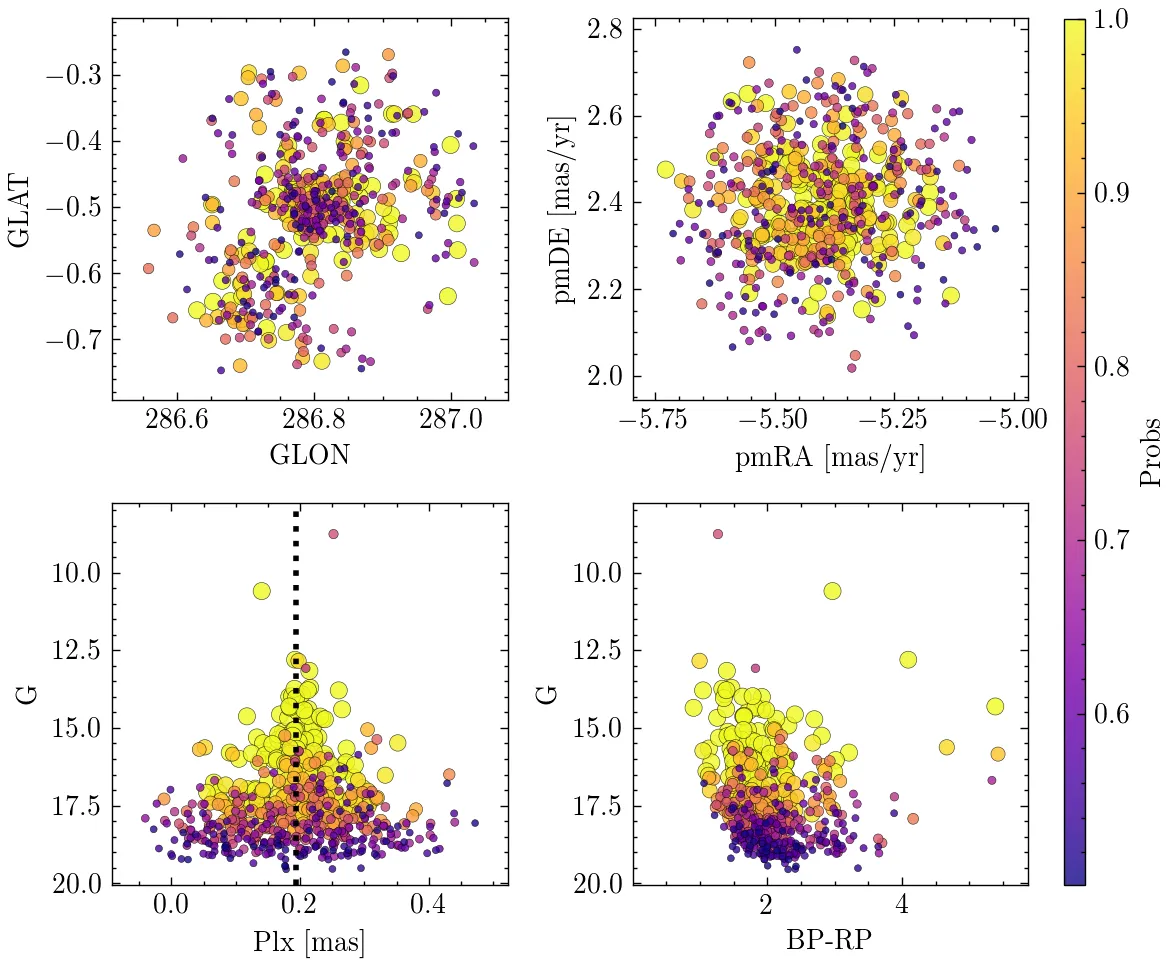 −0.3
−0.4
−0.5
−0.6
−0.7
GLAT
286.6 286.8 287.0
GLON
2.8
2.6
2.4
2.2
2.0
pmDE [mas/yr]
−5.75 −5.50 −5.25 −5.00
pmRA [mas/yr]
10.0
12.5
15.0
17.5
20.0
G
0.0 0.2 0.4
Plx [mas]
10.0
12.5
15.0
17.5
20.0
G
2 4
BP-RP
1.0
0.9
0.8
0.7
0.6
Probs